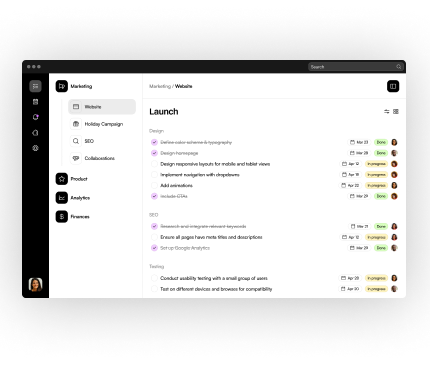 Search
Marketing
Website
Holiday Campaign
SEO
Collaborations
Product
Analytics
Finances
Marketing / Website
Launch
Design
Define color scheme & typography Mar 23 Done
Design homepage Mar 28 Done
Design responsive layouts for mobile and tablet views Apr 12 In progress
Implement navigation with dropdowns Apr 18 In progress
Add animations Apr 22 In progress
Include CTAs Mar 29 Done
SEO
Research and integrate relevant keywords Mar 21 Done
Ensure all pages have meta titles and descriptions Apr 12 In progress
Set up Google Analytics Mar 29 Done
Testing
Conduct usability testing with a small group of users Apr 20 In progress
Test on different devices and browsers for compatibility Apr 20 In progress